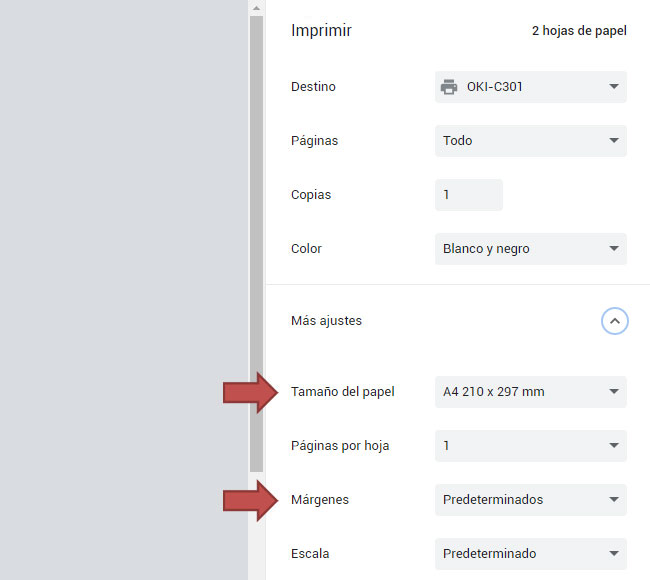 Imprimir 2 hojas de papel
Destino OKI-C301
Páginas Todo
Copias 1
Color Blanco y negro
Más ajustes
Tamaño del papel A4 210 x 297 mm
Páginas por hoja 1
Márgenes Predeterminados
Escala Predeterminado